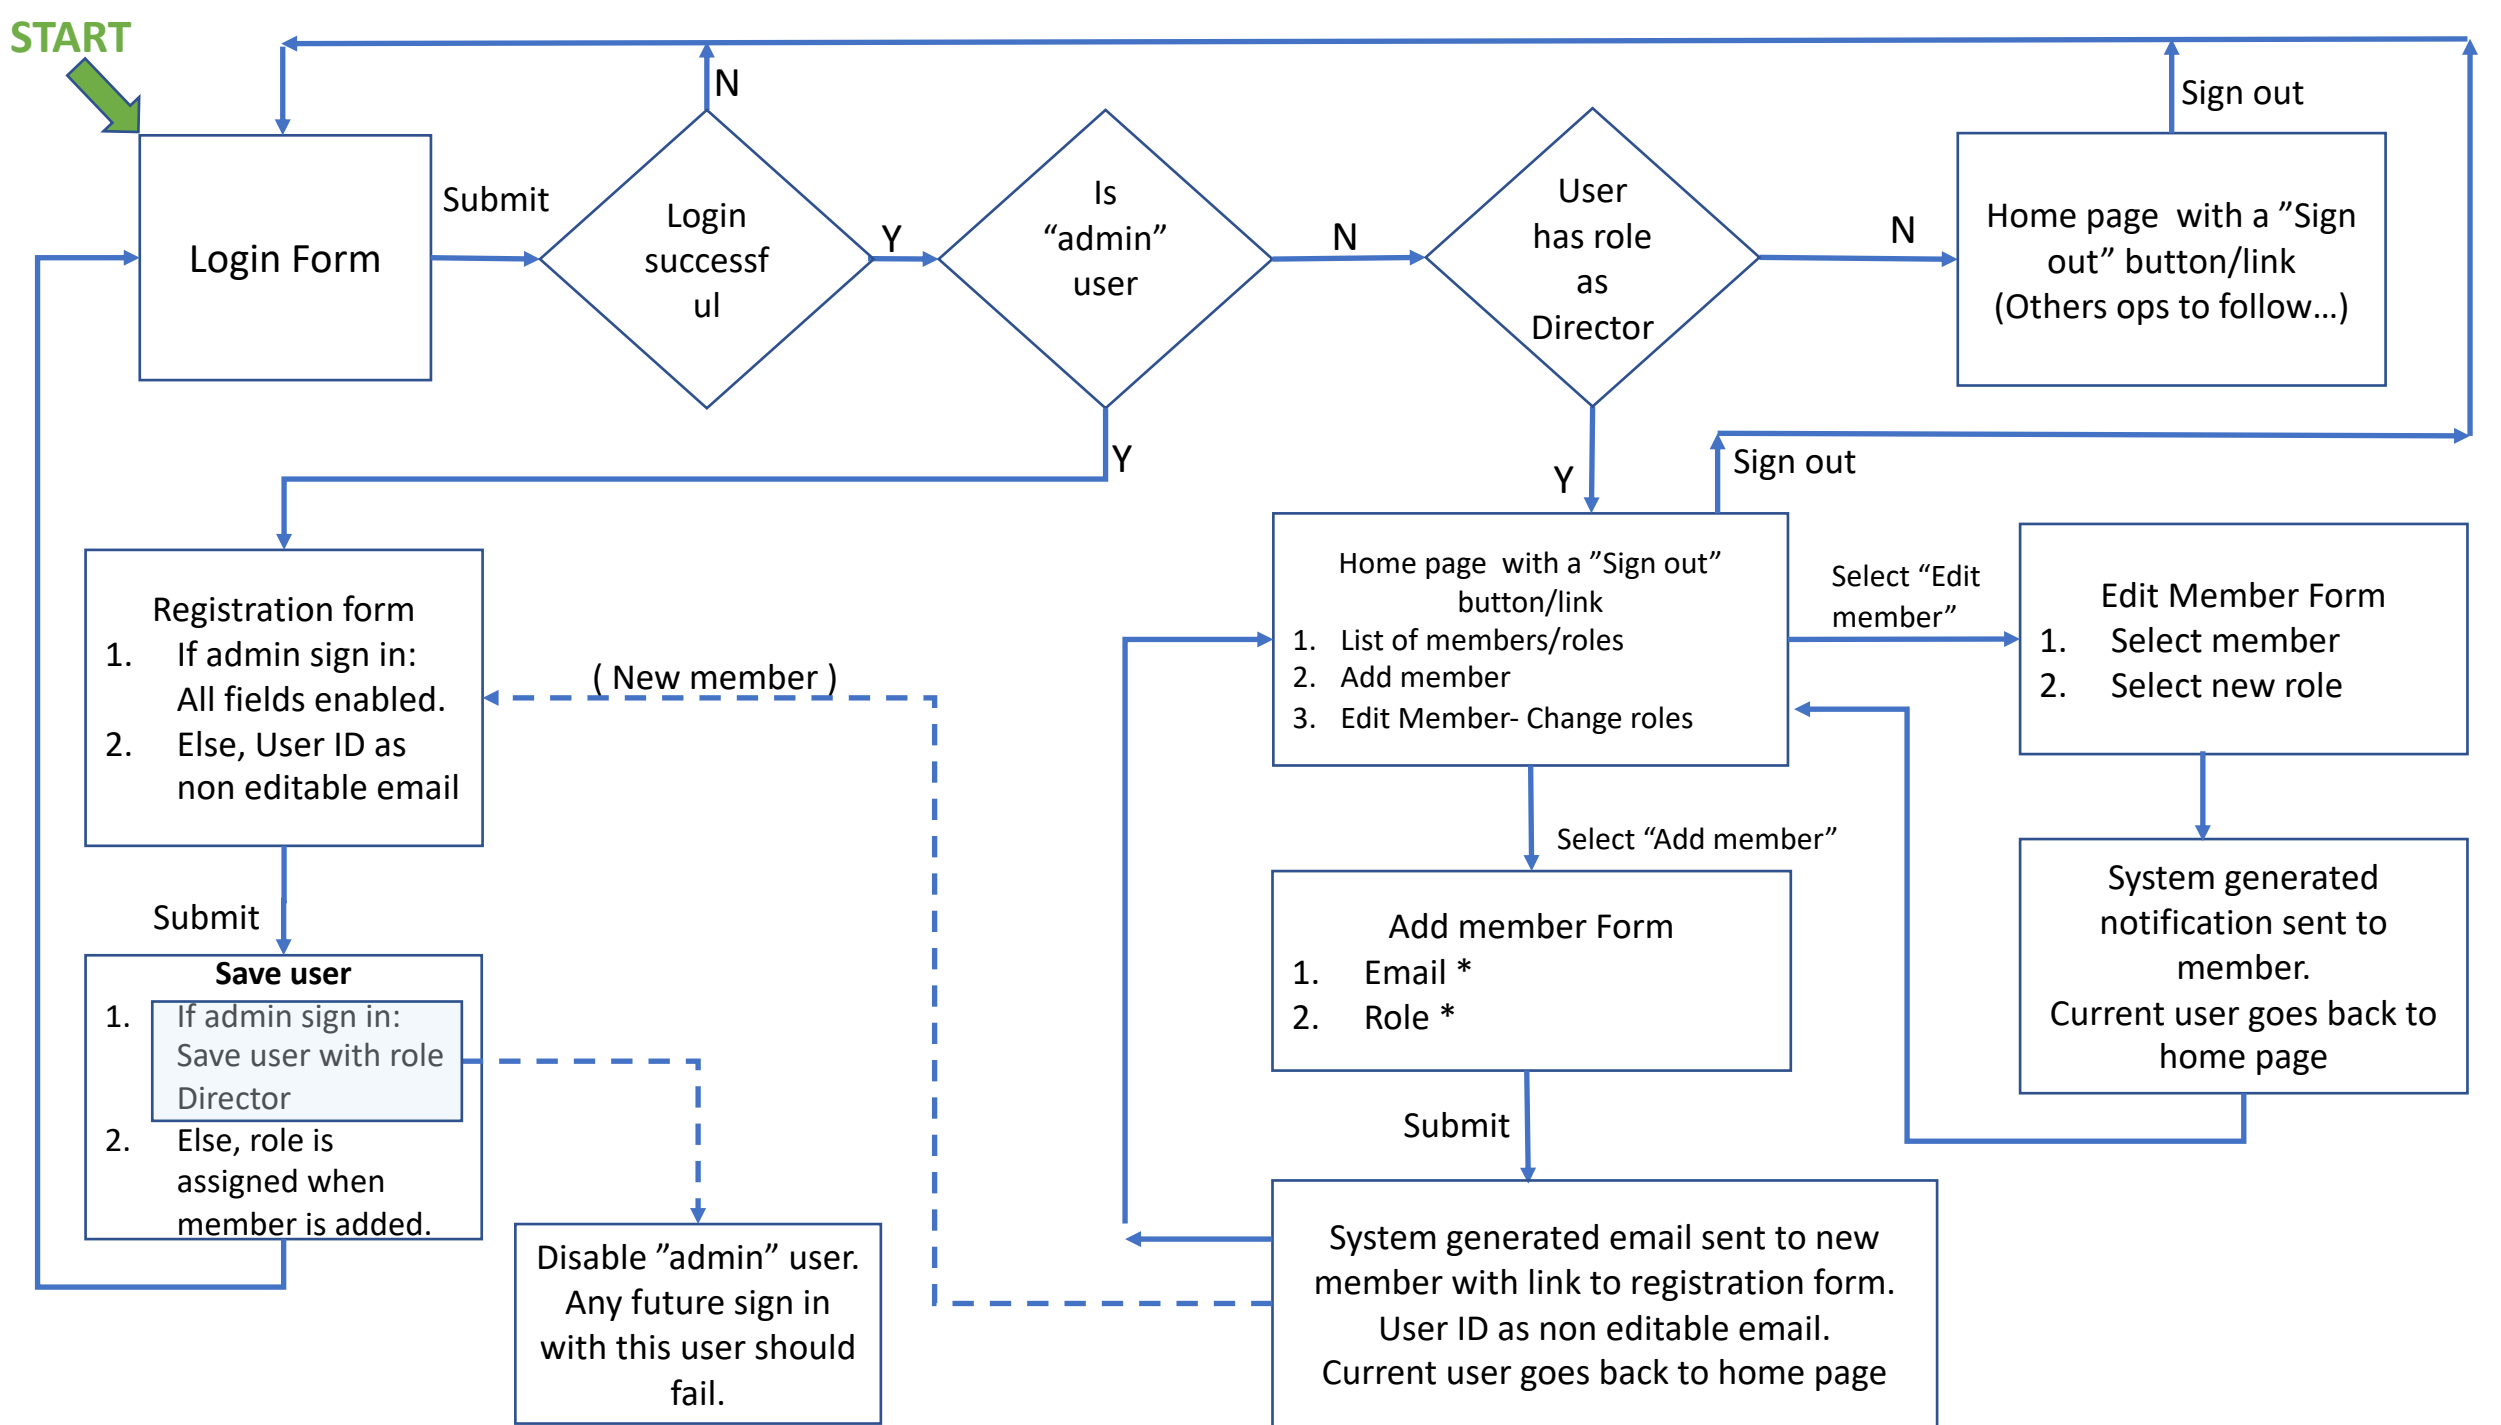 START
N
Sign out
Submit
Login Form
Login
successf
ul
Y
Is
“admin”
user
N
User
has role
as
Director
N
Home page  with a ”Sign
out” button/link
(Others ops to follow…)
Y
Y
Sign out
Registration form
1. If admin sign in:
All fields enabled.
2. Else, User ID as
non editable email
( New member )
Home page  with a ”Sign out”
button/link
1. List of members/roles
2. Add member
3. Edit Member- Change roles
Select “Edit
member”
Edit Member Form
1. Select member
2. Select new role
Select “Add member”
Submit
Save user
1. If admin sign in:
Save user with role
Director
2. Else, role is
assigned when
member is added.
Disable ”admin” user.
Any future sign in
with this user should
fail.
Add member Form
1. Email *
2. Role *
Submit
System generated
notification sent to
member.
Current user goes back to
home page
System generated email sent to new
member with link to registration form.
User ID as non editable email.
Current user goes back to home page